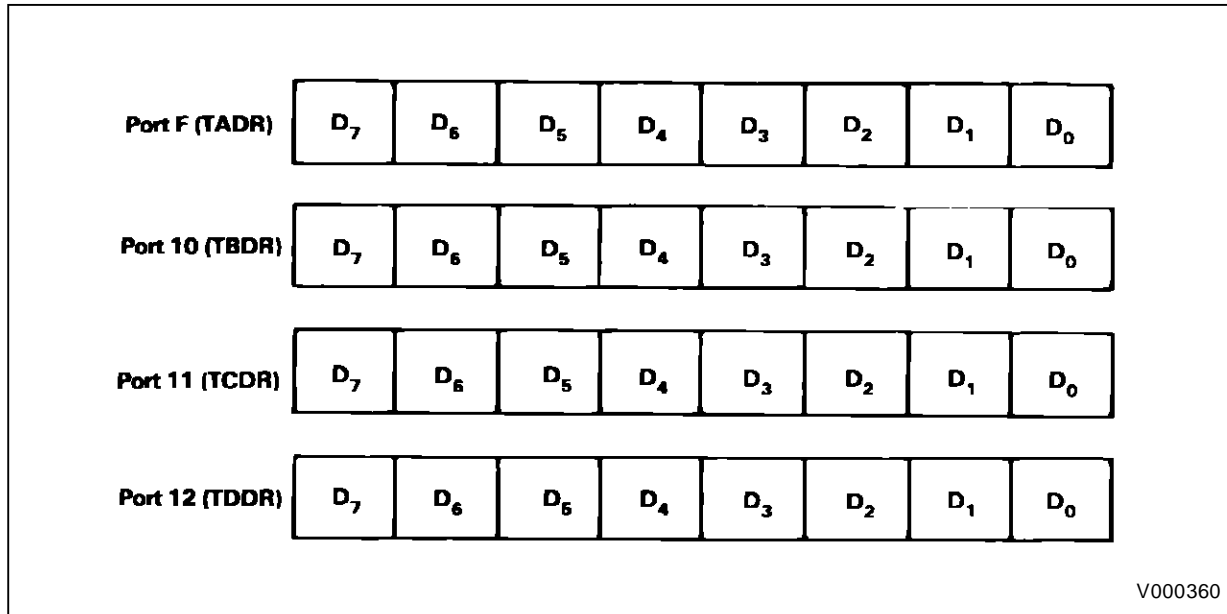 Port F (TADR) D7 D6 D5 D4 D3 D2 D1 D0
Port 10 (TBDR) D7 D6 D5 D4 D3 D2 D1 D0
Port 11 (TCDR) D7 D6 D5 D4 D3 D2 D1 D0
Port 12 (TDDR) D7 D6 D5 D4 D3 D2 D1 D0
V000360